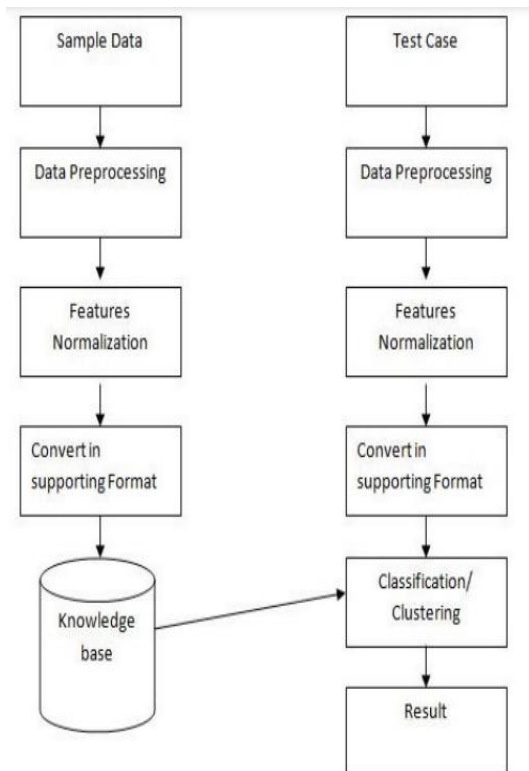 Sample Data
Data Preprocessing
Features
Normalization
Convert in
supporting Format
Knowledge
base
Test Case
Data Preprocessing
Features
Normalization
Convert in
supporting Format
Classification/
Clustering
Result